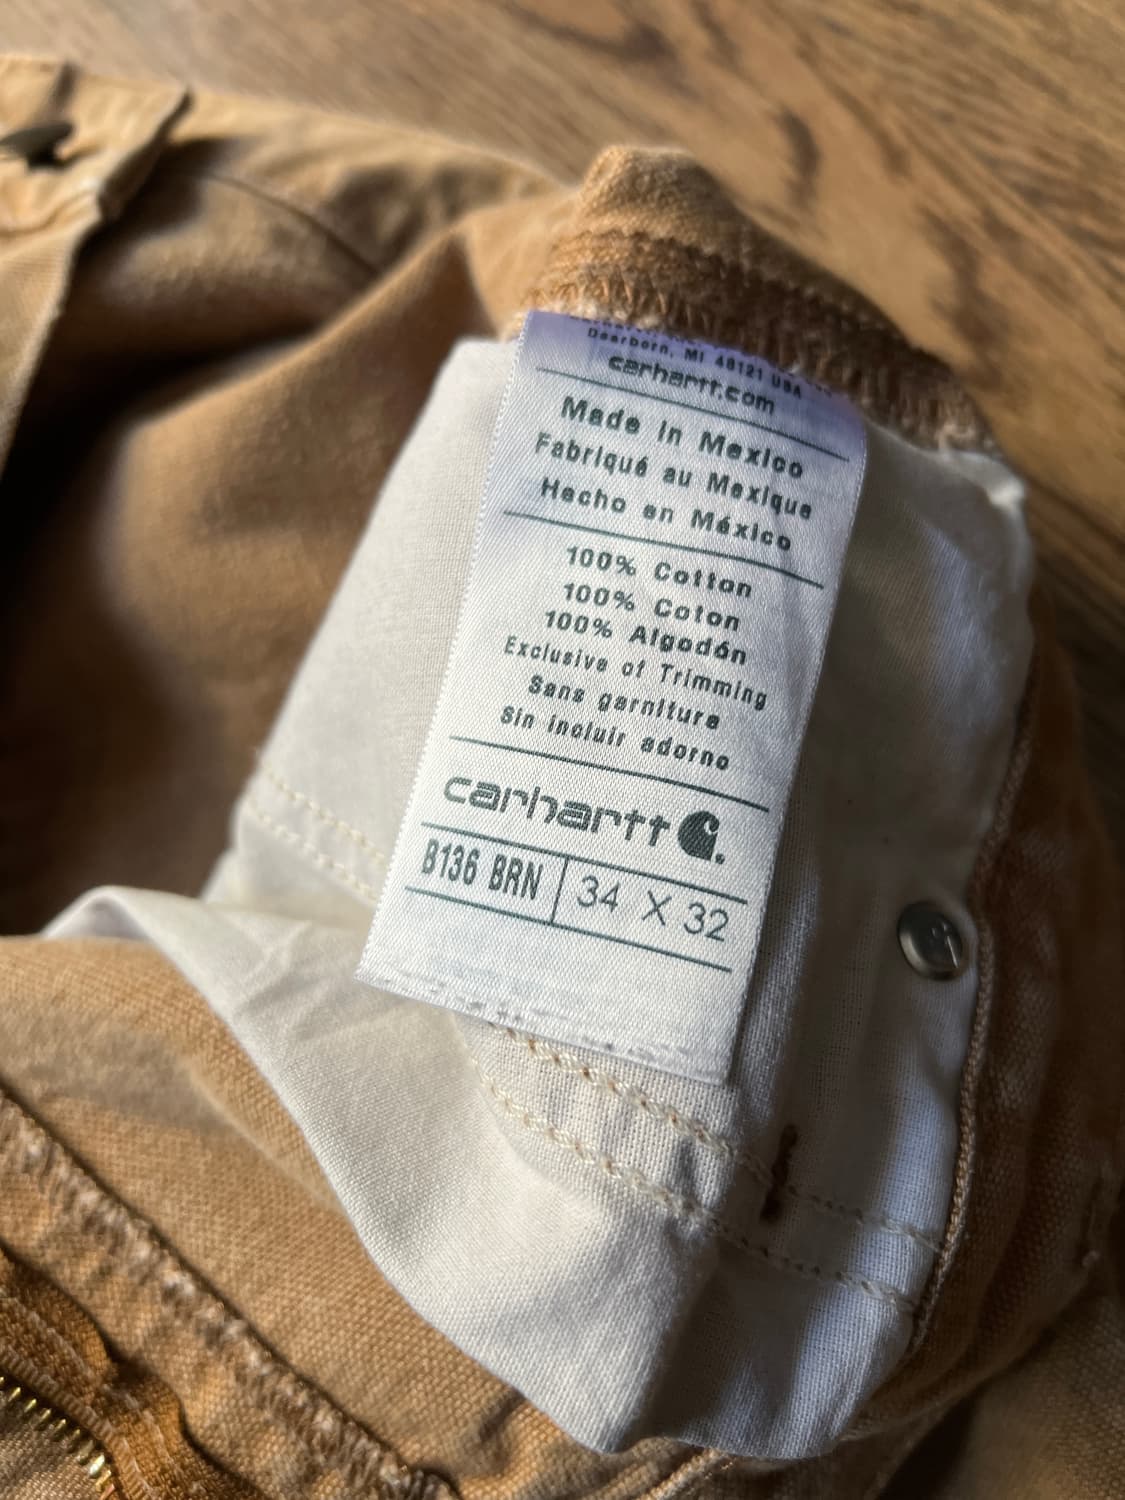 Dearborn, MI 48121 USA
carhartt.com
Made in Mexico
Fabriqué au Mexique
Hecho en México
100% Cotton
100% Coton
100% Algodón
Exclusive of Trimming
Sans garniture
Sin incluir adorno
carhartt
B136 BRN 34 X 32